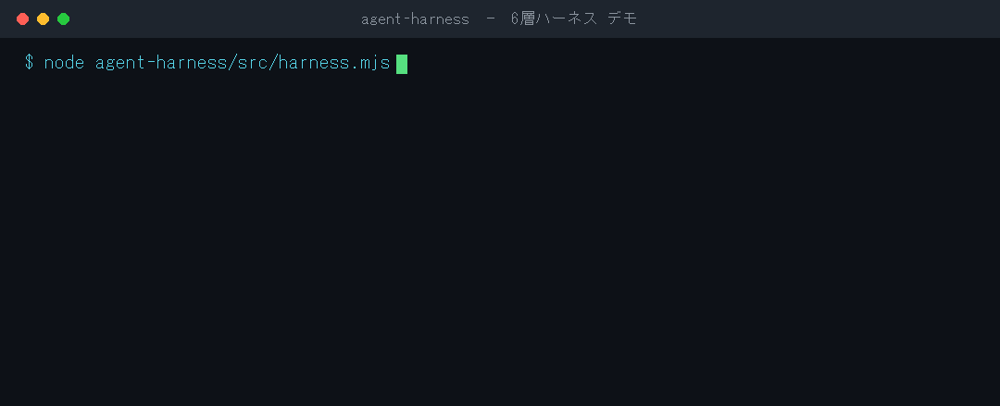 agent-harness － 6層ハーネス デモ
$ node agent-harness/src/harness.mjs